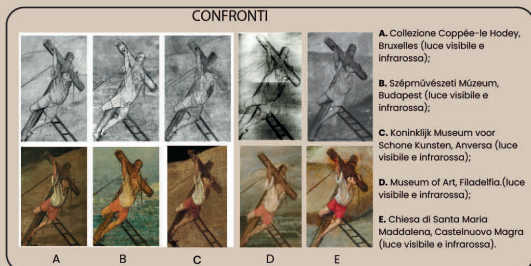 CONFRONTI
A. Collezione Coppée-le Hodey,
Bruxelles (luce visibile e
infrarossa);
B. Szépművészeti Múzeum,
Budapest (luce visibile e
infrarossa);
C. Koninklijk Museum voor
Schone Kunsten, Anversa (luce
visibile e infrarossa);
D. Museum of Art, Filadelfia.(luce
visibile e infrarossa);
E. Chiesa di Santa Maria
Maddalena, Castelnuovo Magra
(luce visibile e infrarossa).
A B C D E